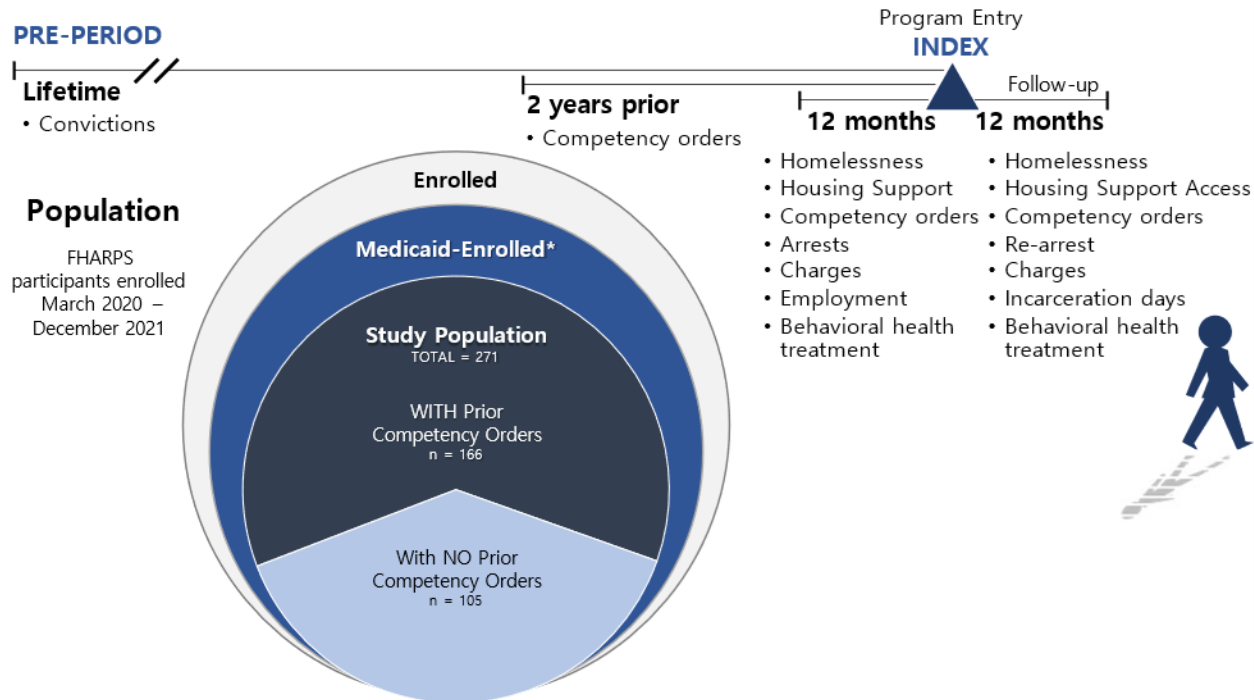 Program Entry
PRE-PERIOD
INDEX
Follow-up
Lifetime
• Convictions
2 years prior
• Competency orders
12 months
• Homelessness
• Housing Support
• Competency orders
• Arrests
• Charges
• Employment
• Behavioral health
treatment
12 months
• Homelessness
• Housing Support Access
• Competency orders
• Re-arrest
• Charges
• Incarceration days
• Behavioral health
treatment
Population
FHARPS
participants enrolled
March 2020 –
December 2021
Enrolled
Medicaid-Enrolled*
Study Population
TOTAL = 271
WITH Prior
Competency Orders
n = 166
With NO Prior
Competency Orders
n = 105